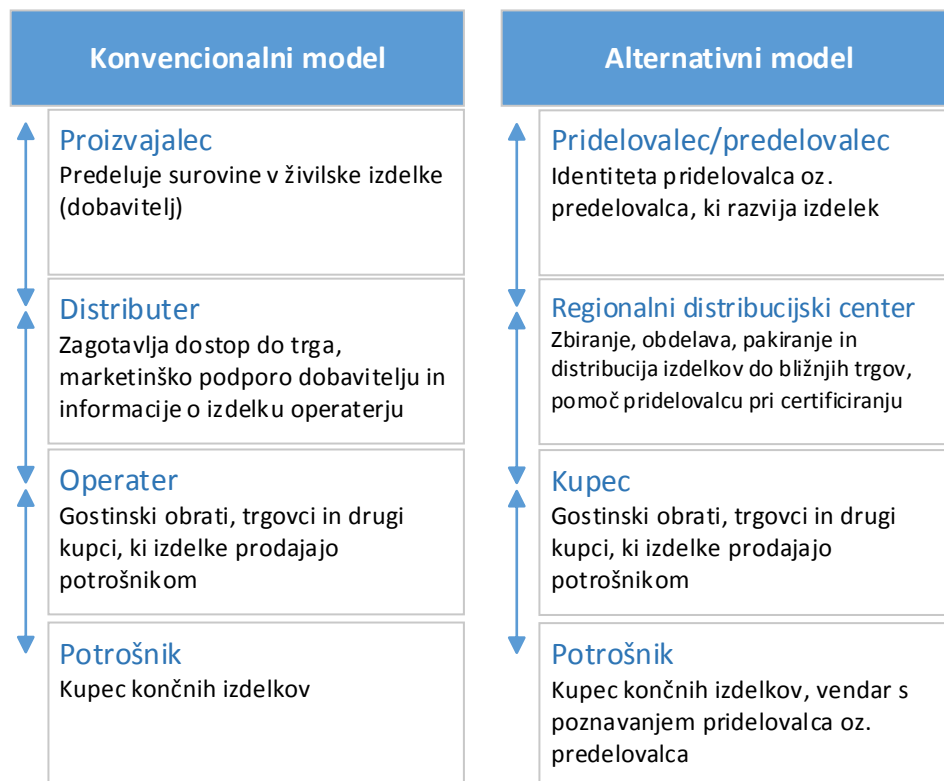 Konvencionalni model
Proizvajalec
Predeluje surovine v živilske izdelke
(dobavitelj)
Distributer
Zagotavlja dostop do trga,
marketinško podporo dobavitelju in
informacije o izdelku operaterju
Operater
Gostinski obrati, trgovci in drugi
kupci, ki izdelke prodajajo
potrošnikom
Potrošnik
Kupec končnih izdelkov
Alternativni model
Pridelovalec/predelovalec
Identiteta pridelovalca oz.
predelovalca, ki razvija izdelek
Regionalni distribucijski center
Zbiranje, obdelava, pakiranje in
distribucija izdelkov do bližnjih trgov,
pomoč pridelovalcu pri certificiranju
Kupec
Gostinski obrati, trgovci in drugi
kupci, ki izdelke prodajajo
potrošnikom
Potrošnik
Kupec končnih izdelkov, vendar s
poznavanjem pridelovalca oz.
predelovalca